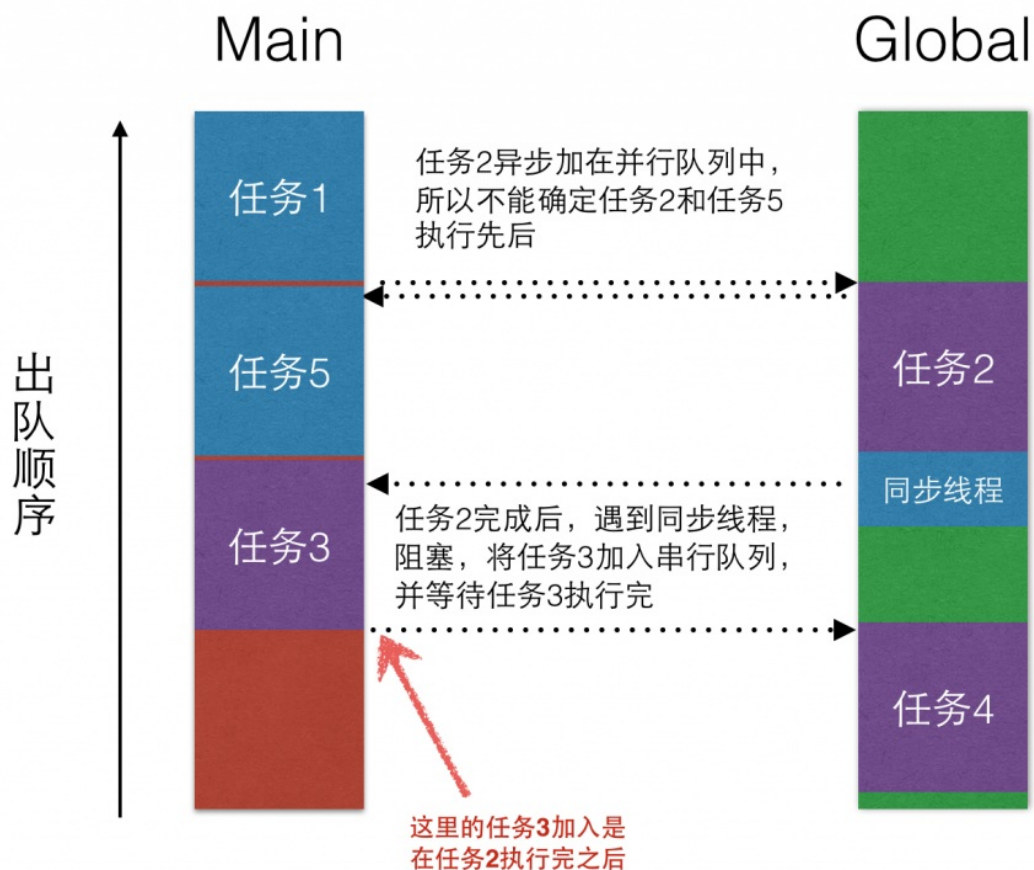 Main
Global
任务1
任务2异步加在并行队列中，
所以不能确定任务2和任务5
执行先后
任务5
任务2
出队顺序
同步线程
任务3
任务2完成后，遇到同步线程，
阻塞，将任务3加入串行队列，
并等待任务3执行完
任务4
这里的任务3加入是
在任务2执行完之后